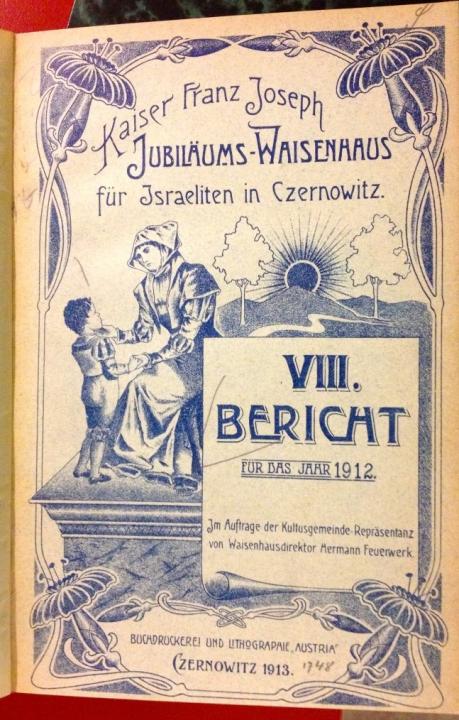 Kaiser Franz Joseph
JUBILÄUMS-WAISENHAUS
für Israeliten in Czernowitz.
VIII.
BERICHT
FÜR DAS JAHR 1912.
Im Auftrage der Kultusgemeinde-Repräsentanz
von Waisenhausdirektor Hermann Feuerwerk
BUCHDRUCKEREI UND LITHOGRAPHIE „AUSTRIA“
CZERNOWITZ 1913.